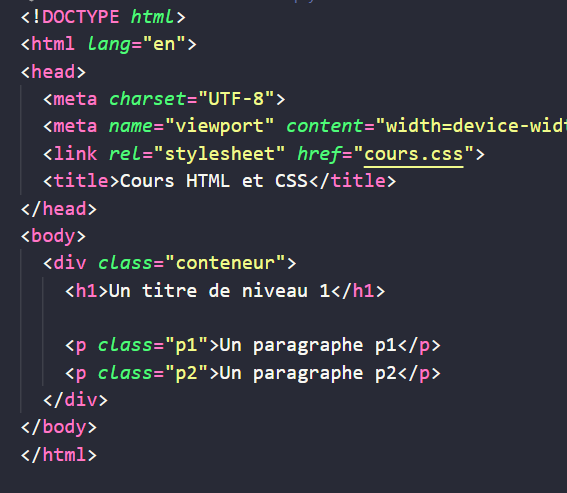 <!DOCTYPE html>
<html lang="en">
<head>
<meta charset="UTF-8">
<meta name="viewport" content="width=device-widt
<link rel="stylesheet" href="cours.css">
<title>Cours HTML et CSS</title>
</head>
<body>
<div class="conteneur">
<h1>Un titre de niveau 1</h1>
<p class="p1">Un paragraphe p1</p>
<p class="p2">Un paragraphe p2</p>
</div>
</body>
</html>